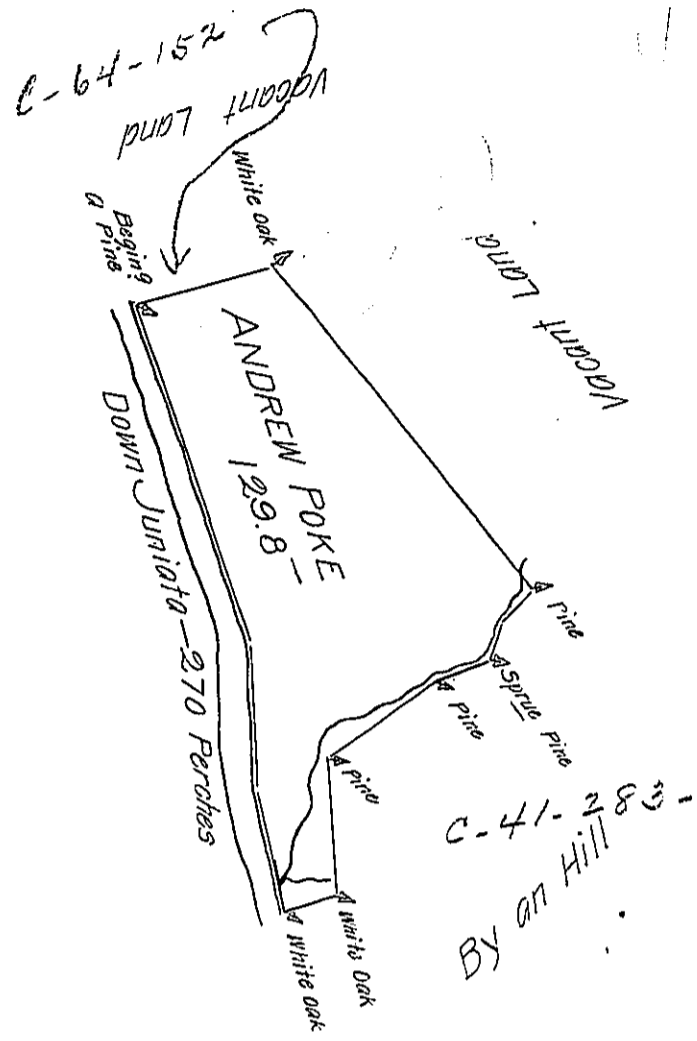 C-64-152
Vacant Land
White oak
Vacant Land
Begin'g
a Pine
ANDREW POKE
129.8-
Down Juniata-270 Perches
Pine
Sprue Pine
Pine
Pine
C-41-283-
By an Hill
White Oak
White Oak